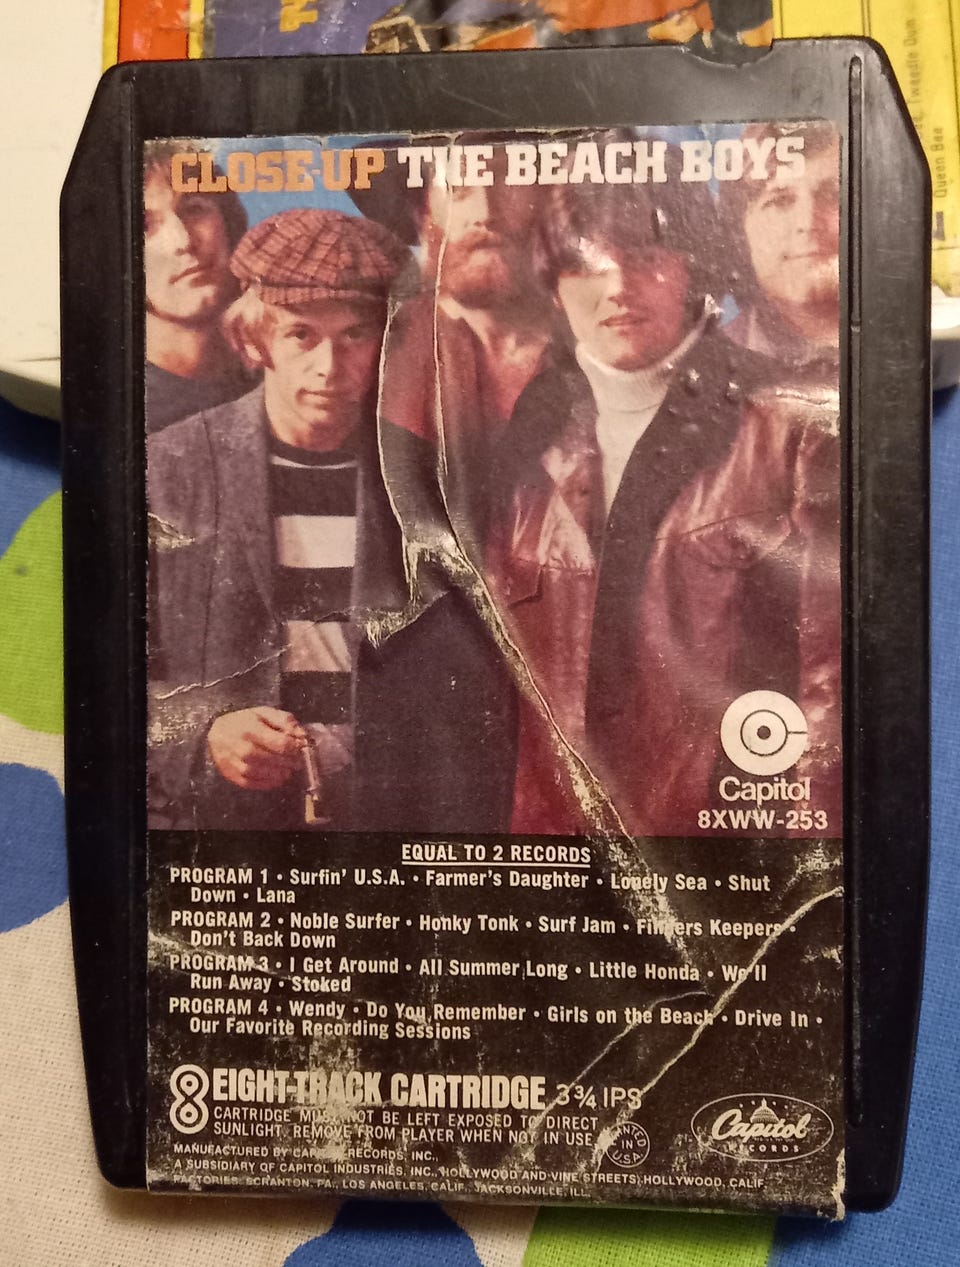 Tweedle Dum
Queen Bee
CLOSE-UP THE BEACH BOYS
Capitol
8XWW-253
EQUAL TO 2 RECORDS
PROGRAM 1 • Surfin' U.S.A. • Farmer's Daughter • Lonely Sea • Shut
Down • Lana
PROGRAM 2 • Noble Surfer • Honky Tonk • Surf Jam • Finders Keepers •
Don't Back Down
PROGRAM 3 • I Get Around • All Summer Long • Little Honda • We'll
Run Away • Stoked
PROGRAM 4 • Wendy • Do You Remember • Girls on the Beach • Drive In •
Our Favorite Recording Sessions
8 EIGHT-TRACK CARTRIDGE 3¾ IPS
CARTRIDGE MUST NOT BE LEFT EXPOSED TO DIRECT
SUNLIGHT. REMOVE FROM PLAYER WHEN NOT IN USE.
PRINTED
IN
U.S.A.
Capitol
RECORDS
MANUFACTURED BY CAPITOL RECORDS, INC.,
A SUBSIDIARY OF CAPITOL INDUSTRIES, INC., HOLLYWOOD AND VINE STREETS, HOLLYWOOD, CALIF.
FACTORIES: SCRANTON, PA., LOS ANGELES, CALIF., JACKSONVILLE, ILL.